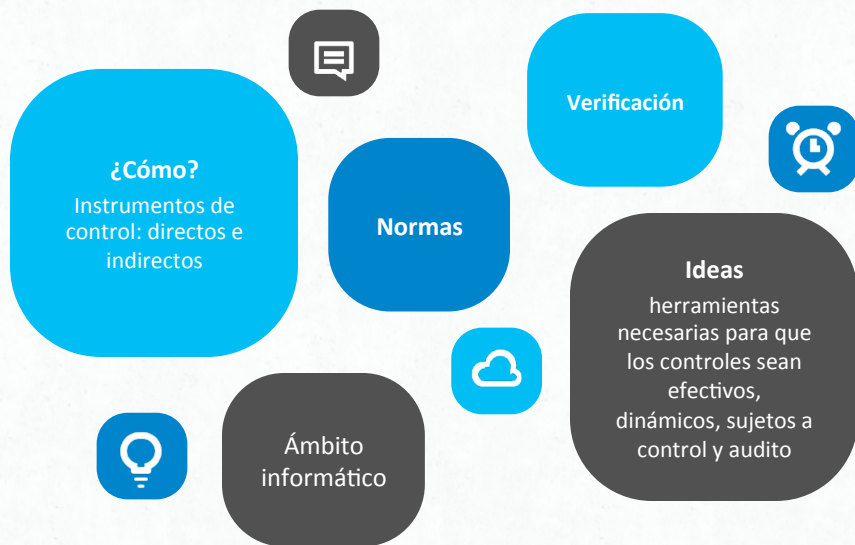 ¿Cómo?
Instrumentos de
control: directos e
indirectos
Normas
Verificación
Ideas
herramientas
necesarias para que
los controles sean
efectivos,
dinámicos, sujetos a
control y audito
Ámbito
informático